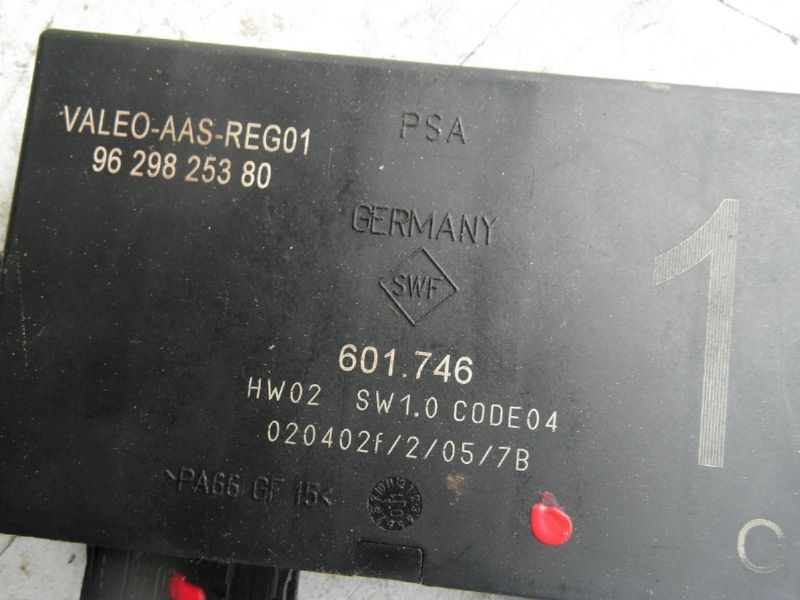 VALEO-AAS-REG01
96 298 253 80
PSA
GERMANY
SWF
1
601.746
HW02 SW1.0 CODE04
020402f/2/05/7B
>PA66 GF 15<